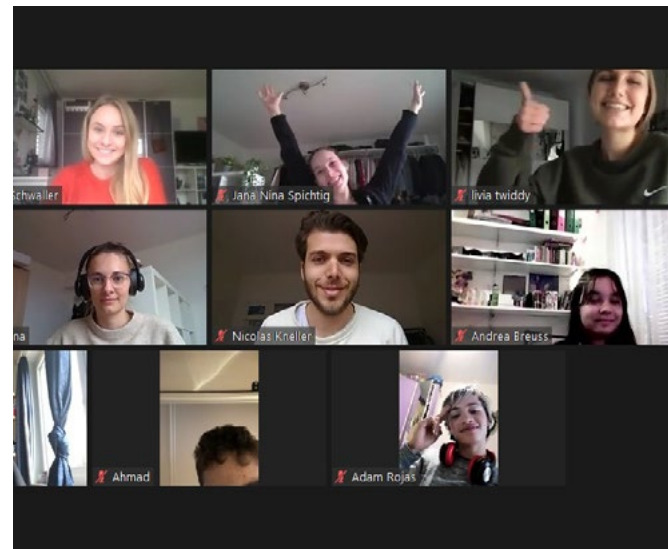 Schwaller
Jana Nina Spichtig
livia twiddy
na
Nicolas Kneller
Andrea Breuss
Ahmad
Adam Rojas